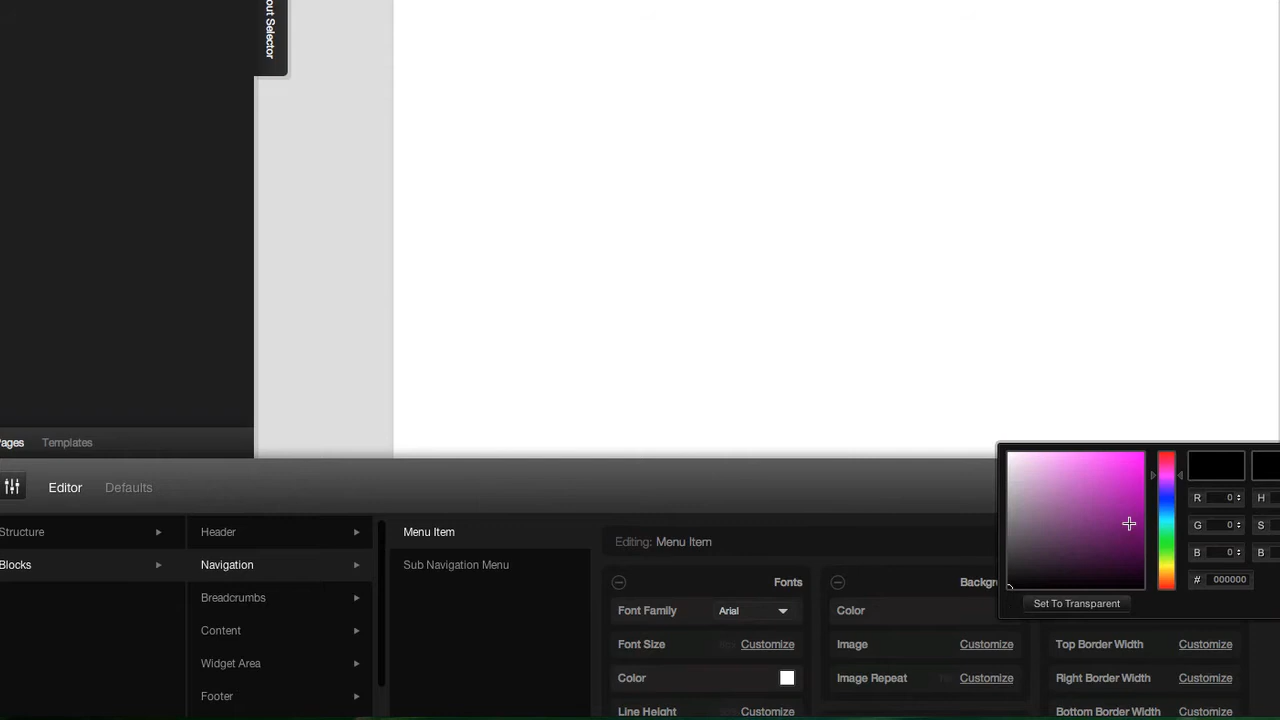 out Selector
Pages
Templates
Editor
Defaults
Structure
Blocks
Header
Navigation
Breadcrumbs
Content
Widget Area
Footer
Menu Item
Sub Navigation Menu
Editing: Menu Item
Fonts
Font Family
Arial
Font Size
Customize
Color
Line Height
Customize
Backgr
Color
Image
Customize
Image Repeat
Customize
Top Border Width
Customize
Right Border Width
Customize
Bottom Border Width
Customize
R 0
H
G 0
S
B 0
B
# 000000
Set To Transparent